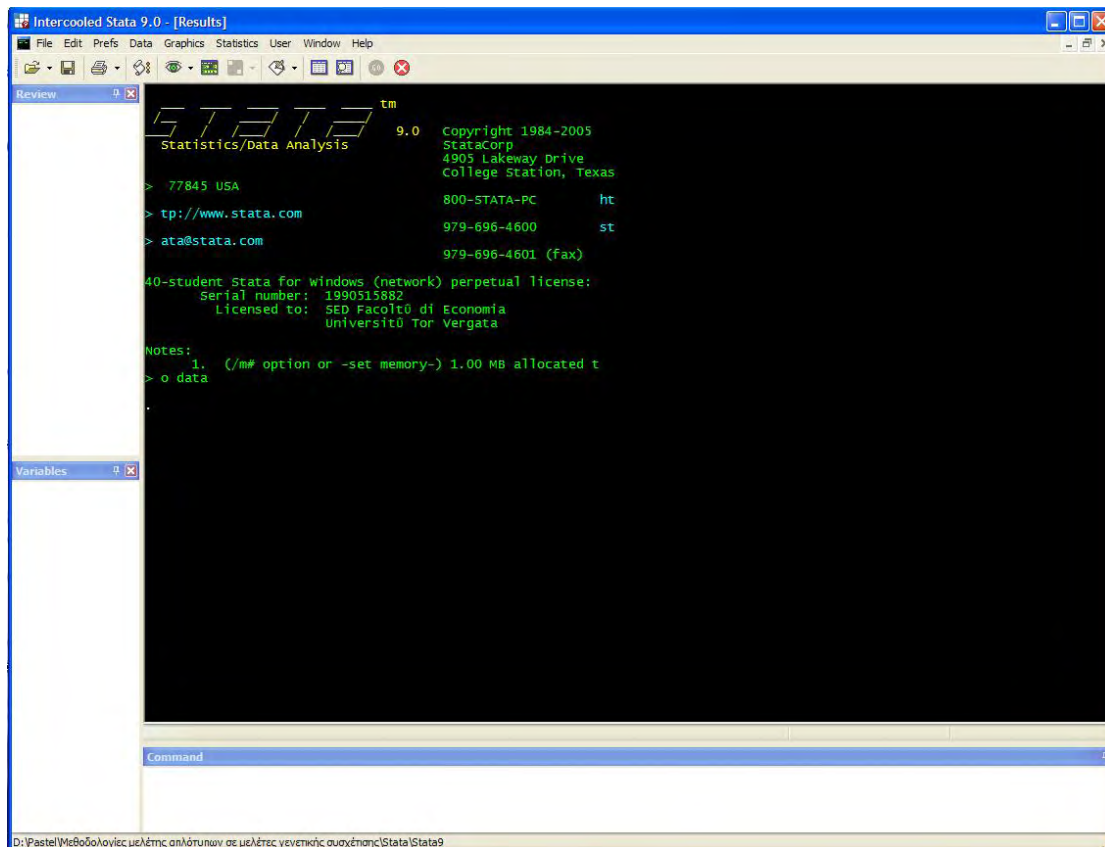 Intercooled Stata 9.0 - [Results]
File Edit Prefs Data Graphics Statistics User Window Help
Review
tm
STATA 9.0 Copyright 1984-2005
Statistics/Data Analysis StataCorp
4905 Lakeway Drive
College Station, Texas
> 77845 USA
800-STATA-PC ht
> tp://www.stata.com
979-696-4600 st
> ata@stata.com
979-696-4601 (fax)
40-student Stata for Windows (network) perpetual license:
Serial number: 1990515882
Licensed to: SED Facoltû di Economia
Universitû Tor Vergata
Notes:
1. (/m# option or -set memory-) 1.00 MB allocated t
> o data
.
Variables
Command
D:\Pastel\Μεθοδολογίες μελέτης απλότυπων σε μελέτες γενετικής συσχέτισης\Stata\Stata9